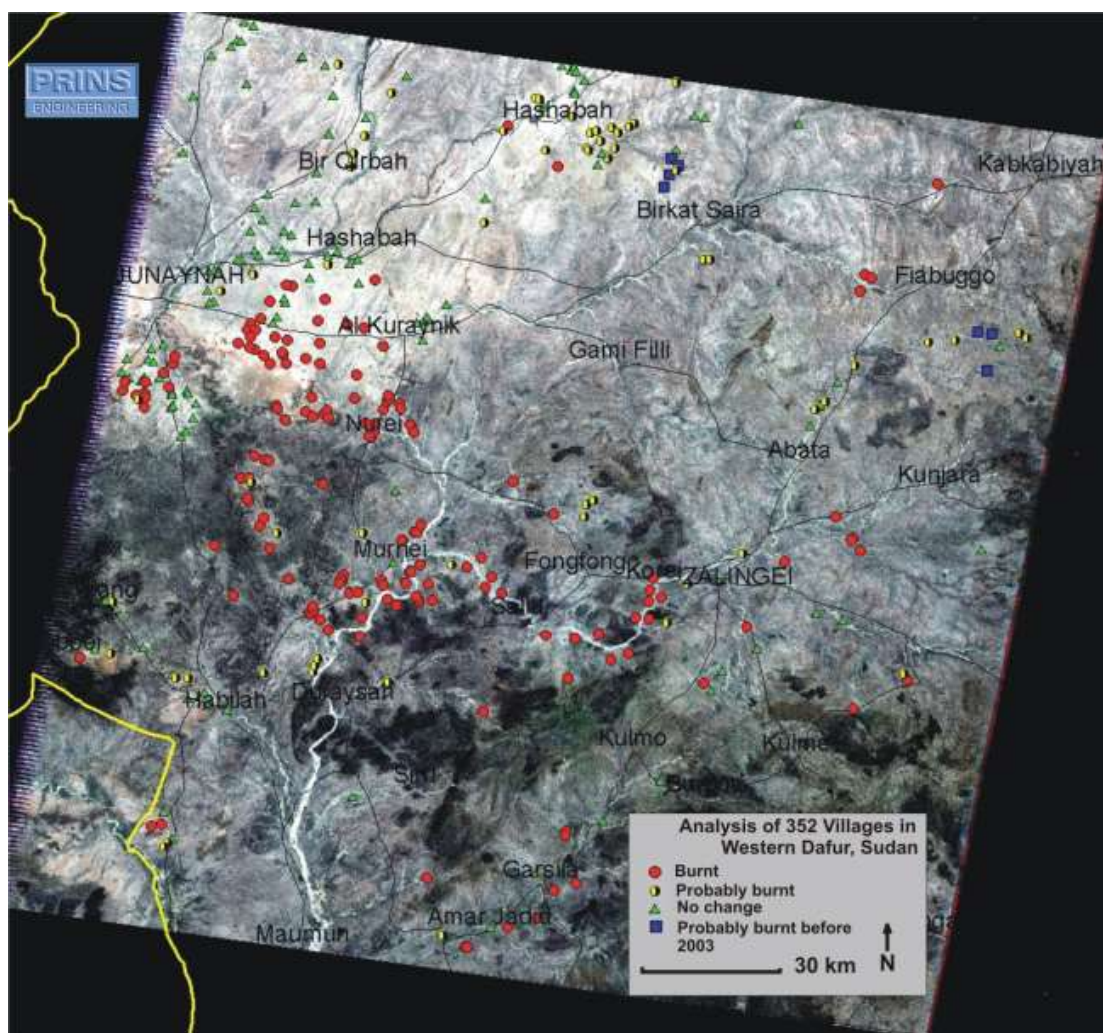 PRINS
ENGINEERING
Hashabah
Bir Qirbah
Kabkabiyah
Birkat Saira
Hashabah
JUNAYNAH
Fiabuggo
Al Kuraynik
Gami Filli
Nurei
Abata
Kunjara
Murnei
Fongfong
ZALINGEI
Habilah
Kulmo
Kulme
Garsila
Amar Jadid
Maumun
Analysis of 352 Villages in
Western Dafur, Sudan
Burnt
Probably burnt
No change
Probably burnt before
2003
30 km
N